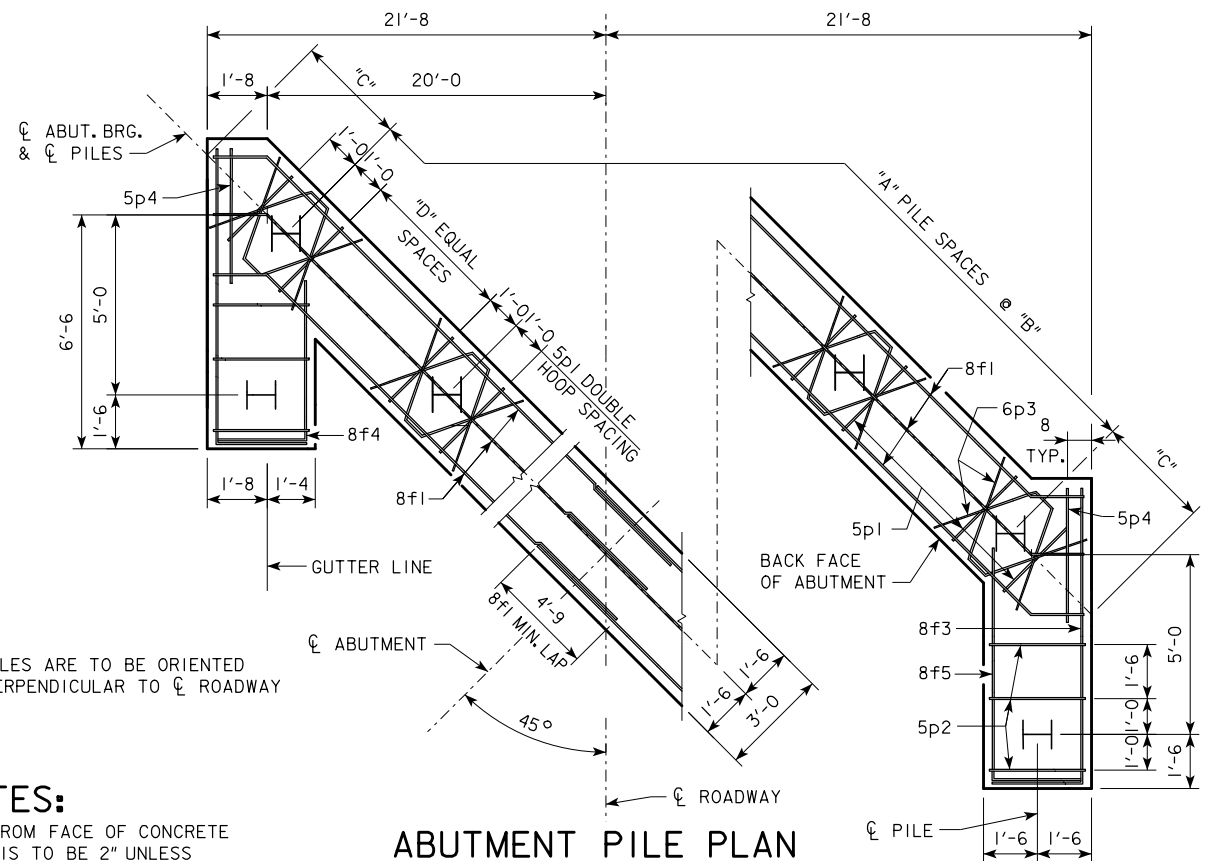 21'-8
21'-8
1'-8
20'-0
"C"
℄ ABUT. BRG.
& ℄ PILES
1'-0
1'-0
5p4
"D" EQUAL
SPACES
"A" PILE SPACES @ "B"
6'-6
5'-0
1'-6
1'-0
1'-0
5p1 DOUBLE
HOOP SPACING
8f1
6p3
8
TYP.
"C"
8f4
8f1
5p1
5p4
1'-8
1'-4
BACK FACE
OF ABUTMENT
GUTTER LINE
4'-9
8f1 MIN. LAP
℄ ABUTMENT
8f3
8f5
5p2
1'-6
1'-0
1'-0
5'-0
1'-6
LES ARE TO BE ORIENTED
ERPENDICULAR TO ℄ ROADWAY
1'-6
1'-6
3'-0
45°
℄ ROADWAY
℄ PILE
1'-6
1'-6
TES:
FROM FACE OF CONCRETE
IS TO BE 2" UNLESS
ABUTMENT PILE PLAN